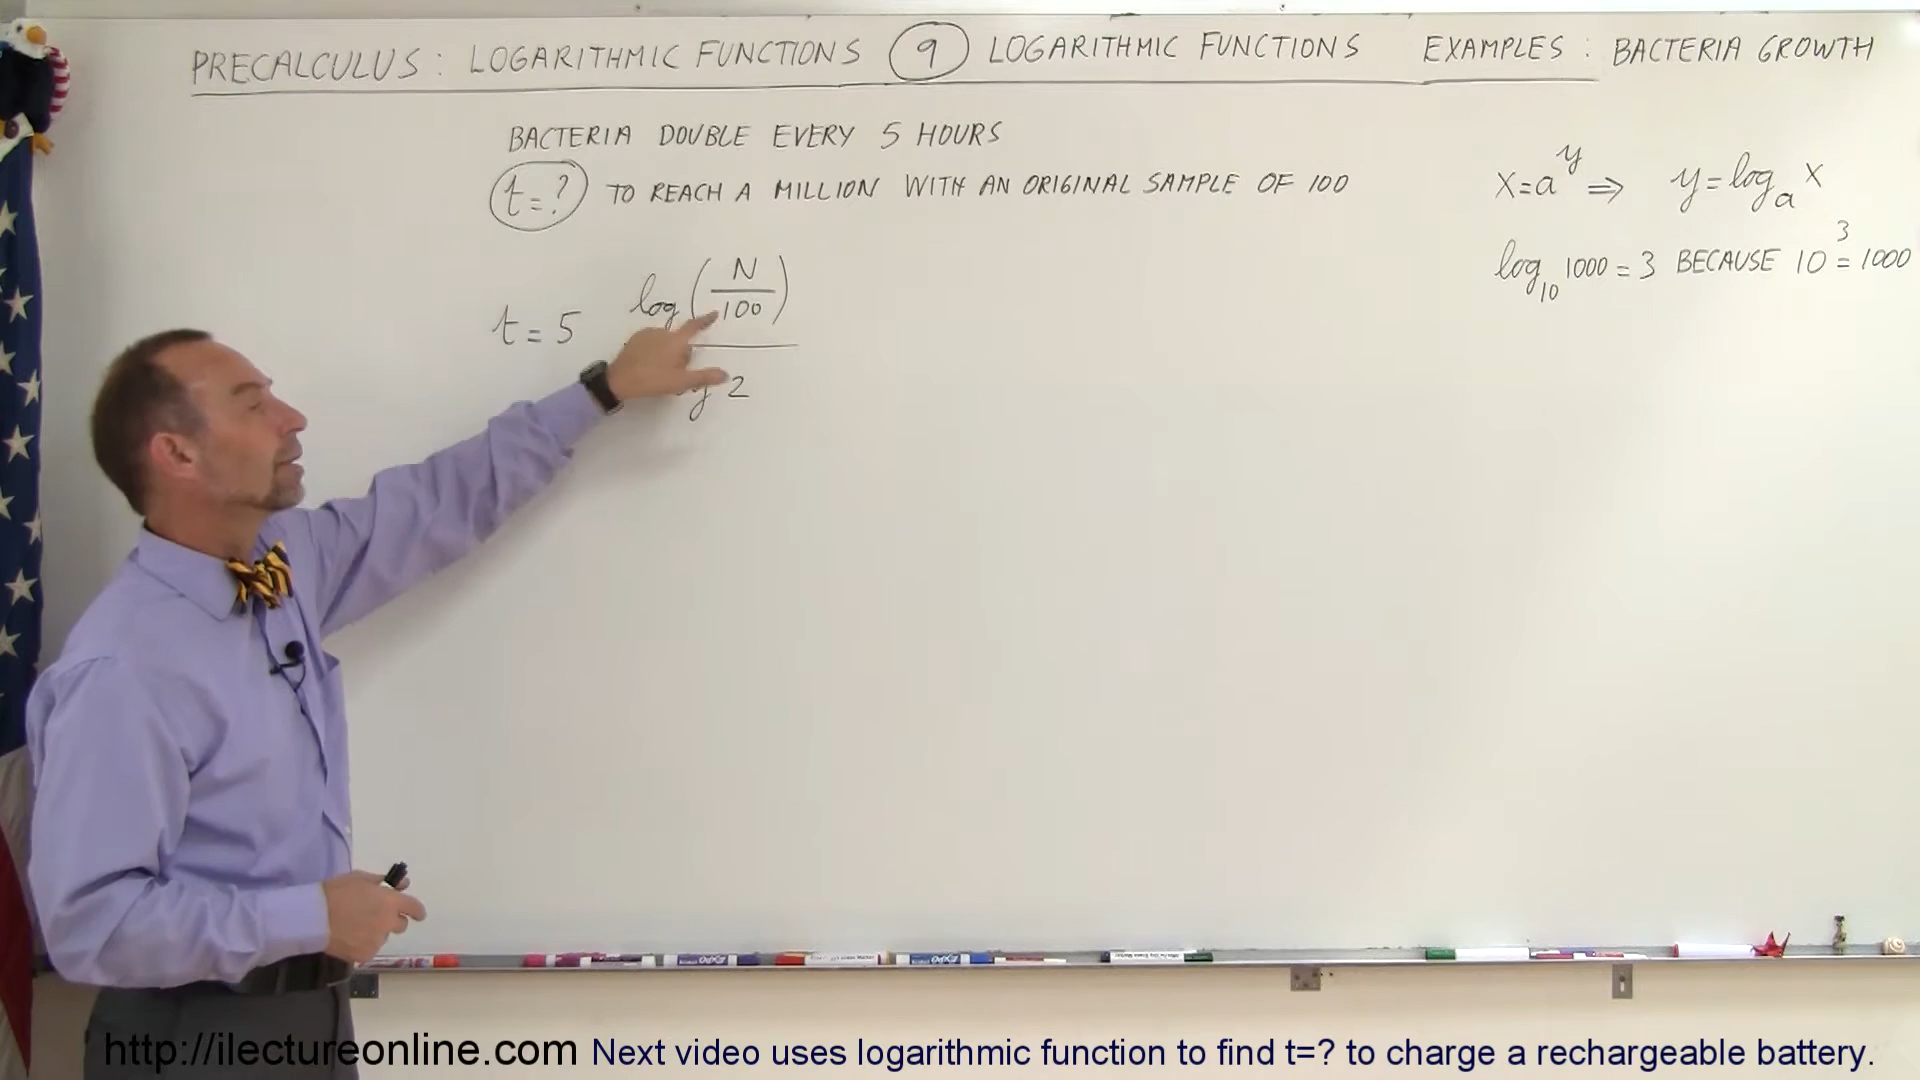 PRECALCULUS: LOGARITHMIC FUNCTIONS 9 LOGARITHMIC FUNCTIONS EXAMPLES: BACTERIA GROWTH
BACTERIA DOUBLE EVERY 5 HOURS
t=? TO REACH A MILLION WITH AN ORIGINAL SAMPLE OF 100
x=a^y ⇒ y=log_a x
log_10 1000 = 3 BECAUSE 10^3 = 1000
log(N/100)
t = 5
2
http://ilectureonline.com Next video uses logarithmic function to find t=? to charge a rechargeable battery.